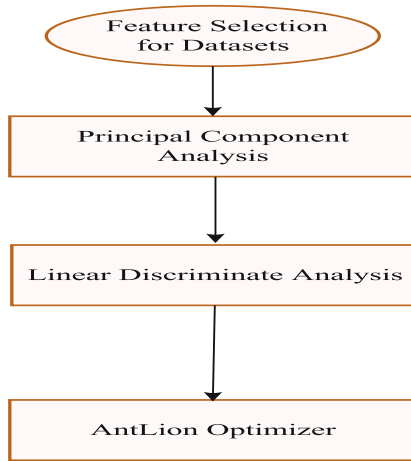 Feature Selection
for Datasets
Principal Component
Analysis
Linear Discriminate Analysis
AntLion Optimizer